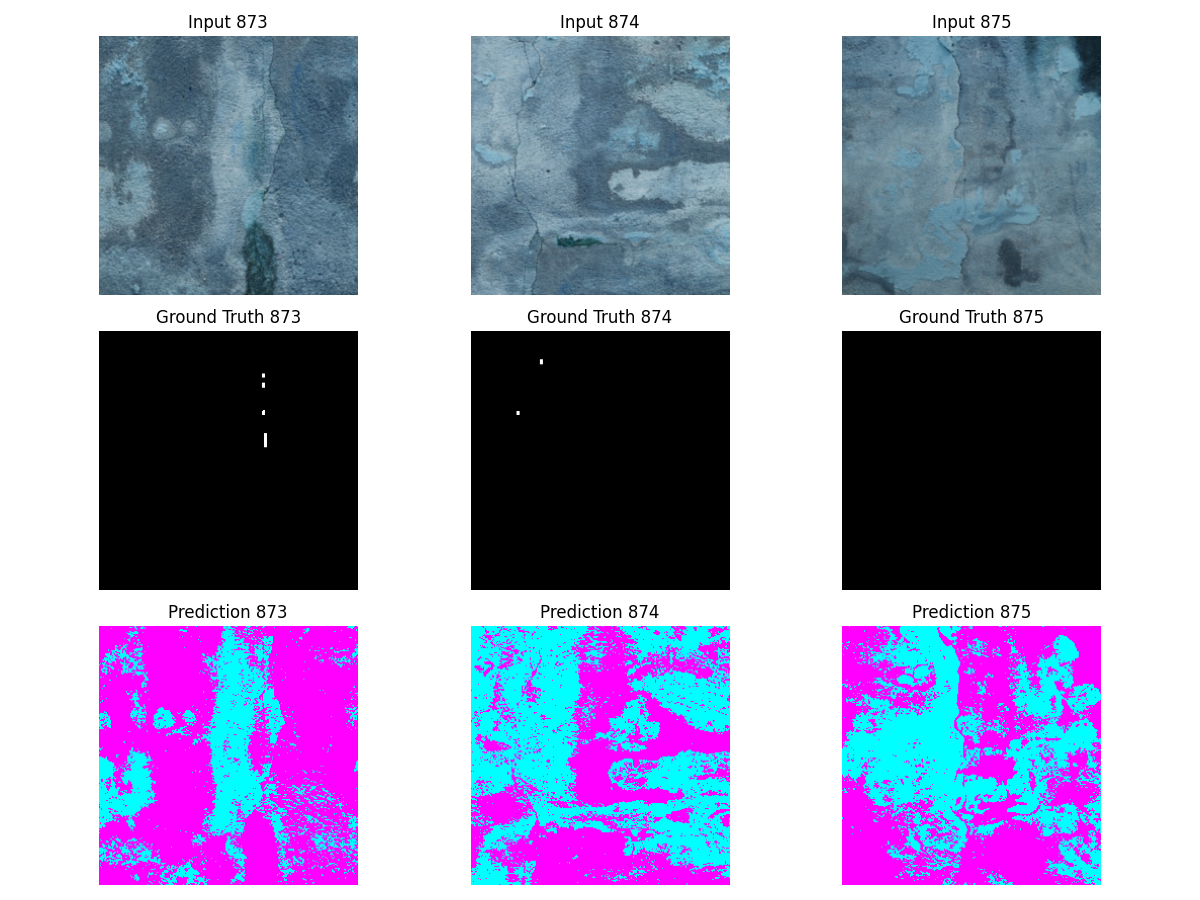 Input 873
Input 874
Input 875
Ground Truth 873
Ground Truth 874
Ground Truth 875
Prediction 873
Prediction 874
Prediction 875